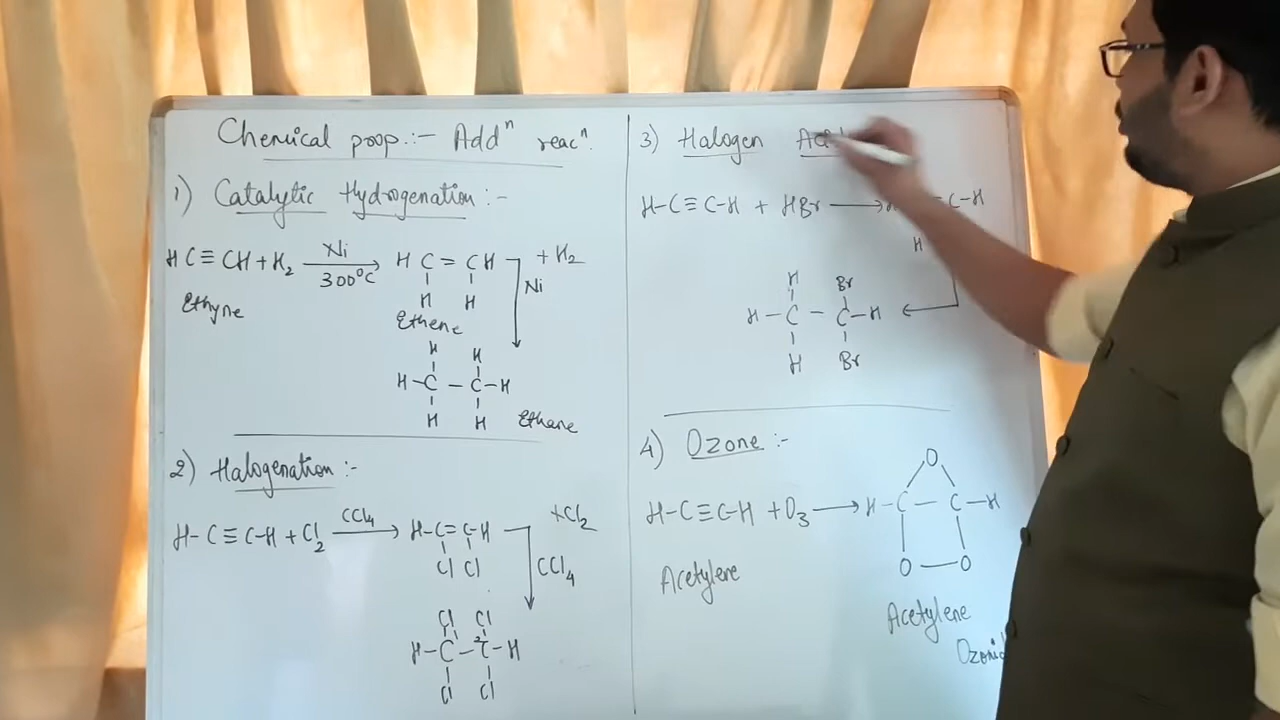 Chemical prop:- Addⁿ reacⁿ.
1) Catalytic Hydrogenation :-
HC≡CH + H₂ Ni 300°C → H C = C H + H₂
H H
Ni
Ethyne
Ethene
H H
H-C-C-H
H H
Ethane
2) Halogenation :-
H-C≡C-H + Cl₂ CCl₄ → H-C=C-H +Cl₂
Cl Cl
CCl₄
Cl Cl
H-C-C-H
Cl Cl
3) Halogen
H-C≡C-H + HBr → C-H
H
H Br
H-C-C-H
H Br
4) Ozone :-
O
H-C≡C-H + O₃ → H-C-C-H
O-O
Acetylene
Acetylene